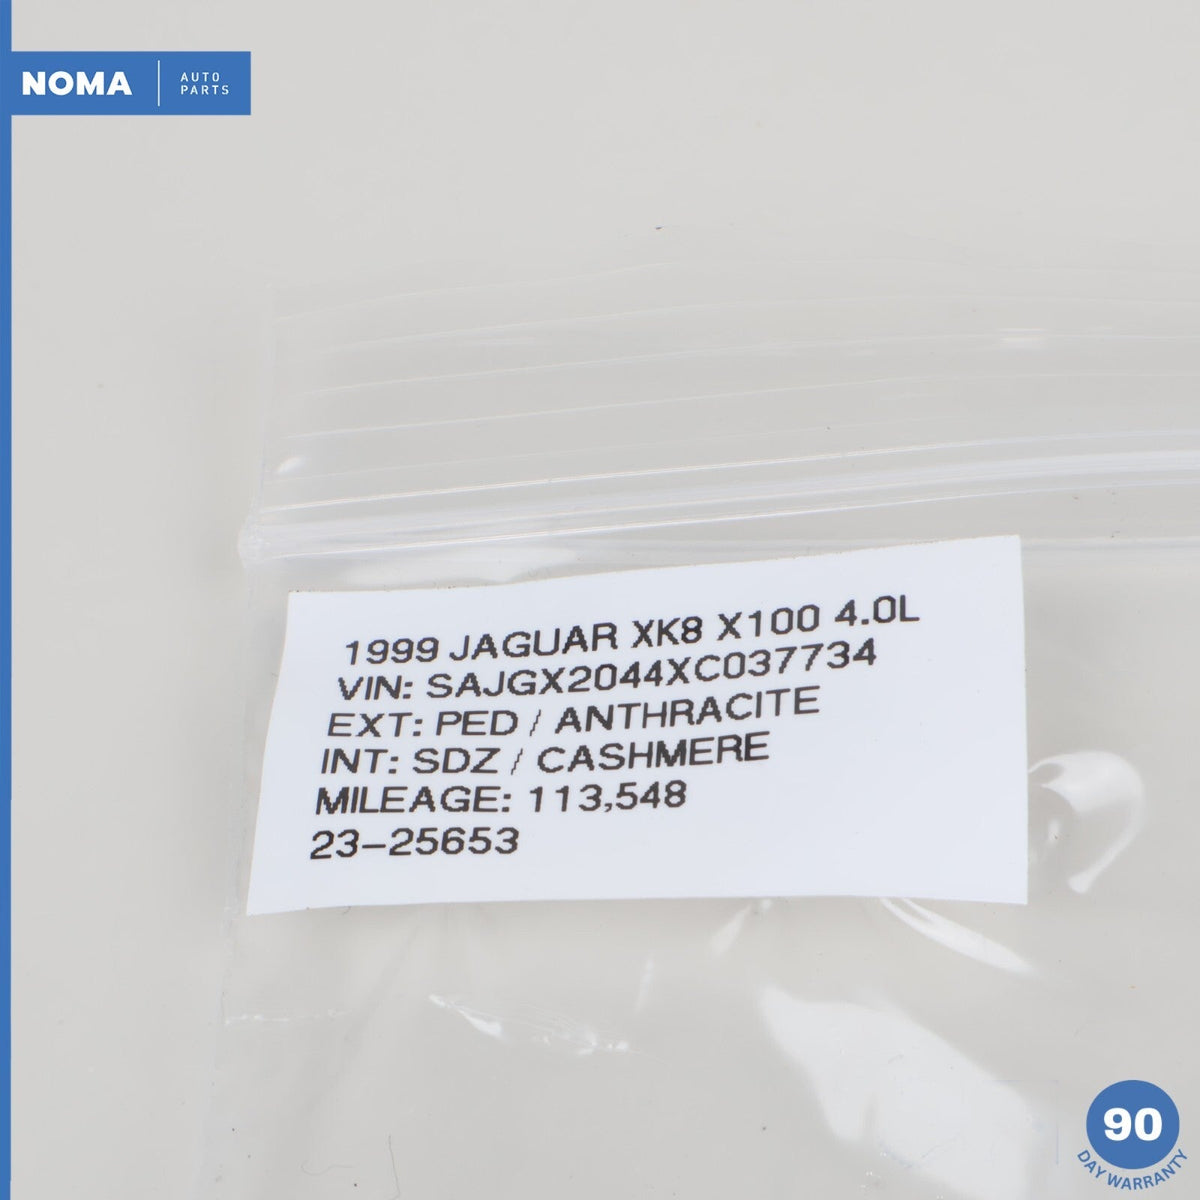 NOMA AUTO PARTS
1999 JAGUAR XK8 X100 4.0L
VIN: SAJGX2044XC037734
EXT: PED / ANTHRACITE
INT: SDZ / CASHMERE
MILEAGE: 113,548
23-25653
90
DAY WARRANTY